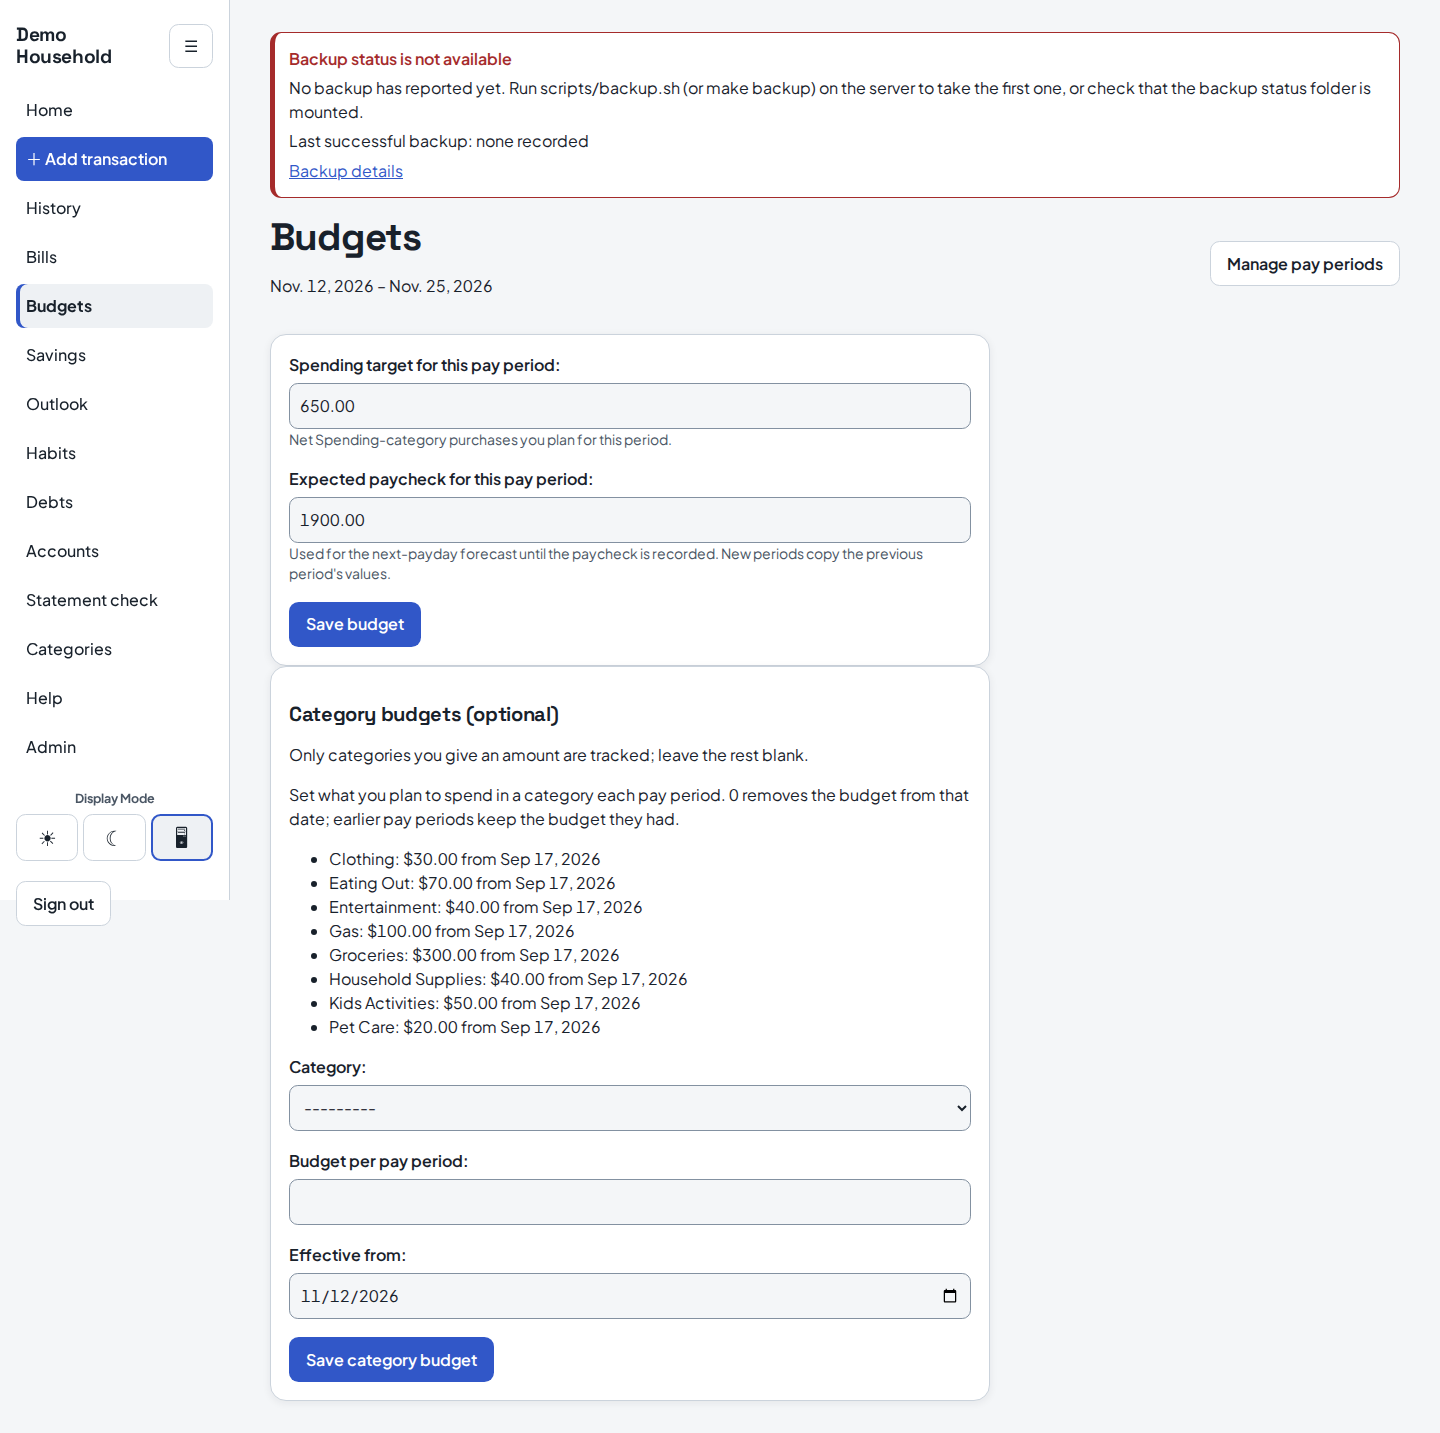 Demo
Household
☰
Home
+ Add transaction
History
Bills
Budgets
Savings
Outlook
Habits
Debts
Accounts
Statement check
Categories
Help
Admin
Display Mode
Sign out
Backup status is not available
No backup has reported yet. Run scripts/backup.sh (or make backup) on the server to take the first one, or check that the backup status folder is
mounted.
Last successful backup: none recorded
Backup details
Budgets
Nov. 12, 2026 – Nov. 25, 2026
Manage pay periods
Spending target for this pay period:
650.00
Net Spending-category purchases you plan for this period.
Expected paycheck for this pay period:
1900.00
Used for the next-payday forecast until the paycheck is recorded. New periods copy the previous
period's values.
Save budget
Category budgets (optional)
Only categories you give an amount are tracked; leave the rest blank.
Set what you plan to spend in a category each pay period. 0 removes the budget from that
date; earlier pay periods keep the budget they had.
• Clothing: $30.00 from Sep 17, 2026
• Eating Out: $70.00 from Sep 17, 2026
• Entertainment: $40.00 from Sep 17, 2026
• Gas: $100.00 from Sep 17, 2026
• Groceries: $300.00 from Sep 17, 2026
• Household Supplies: $40.00 from Sep 17, 2026
• Kids Activities: $50.00 from Sep 17, 2026
• Pet Care: $20.00 from Sep 17, 2026
Category:
---------
Budget per pay period:
Effective from:
11/12/2026
Save category budget